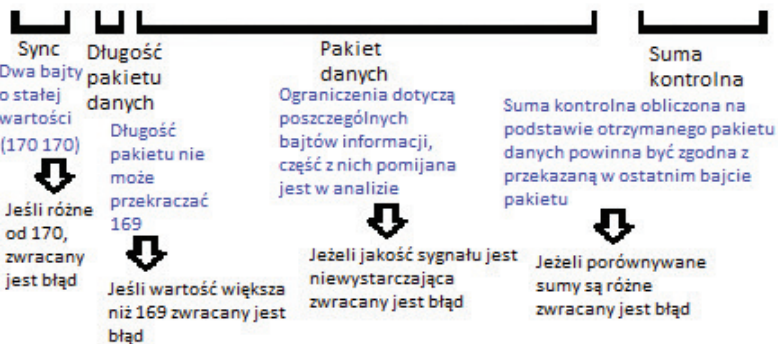 Sync
Dwa bajty
o stałej
wartości
(170 170)
Jeśli różne
od 170,
zwracany
jest błąd
Długość
pakietu
danych
Długość
pakietu nie
może
przekraczać
169
Jeśli wartość większa
niż 169 zwracany jest
błąd
Pakiet
danych
Ograniczenia dotyczą
poszczególnych
bajtów informacji,
część z nich pomijana
jest w analizie
Jeżeli jakość sygnału jest
niewystarczająca
zwracany jest błąd
Suma
kontrolna
Suma kontrolna obliczona na
podstawie otrzymanego pakietu
danych powinna być zgodna z
przekazaną w ostatnim bajcie
pakietu
Jeżeli porównywane
sumy są różne
zwracany jest błąd